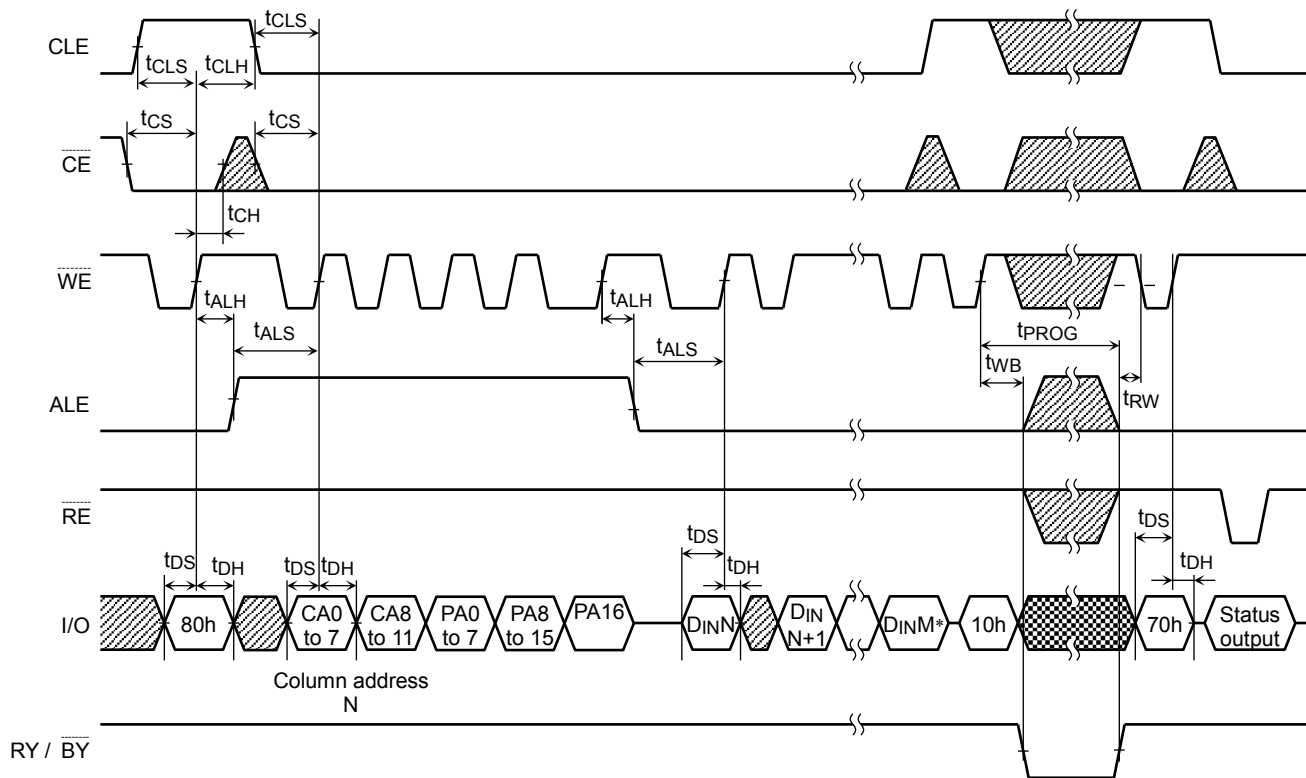 CLE
tCLS
tCLS
tCLH
CE
tCS
tCS
tCH
WE
tALH
tALS
tALH
tALS
tPROG
tWB
tRW
ALE
RE
tDS
tDH
tDS
tDH
tDS
tDH
tDS
tDH
I/O
80h
CA0
to 7
CA8
to 11
PA0
to 7
PA8
to 15
PA16
DINN
DIN
N+1
DINM*
10h
70h
Status
output
Column address
N
RY / BY